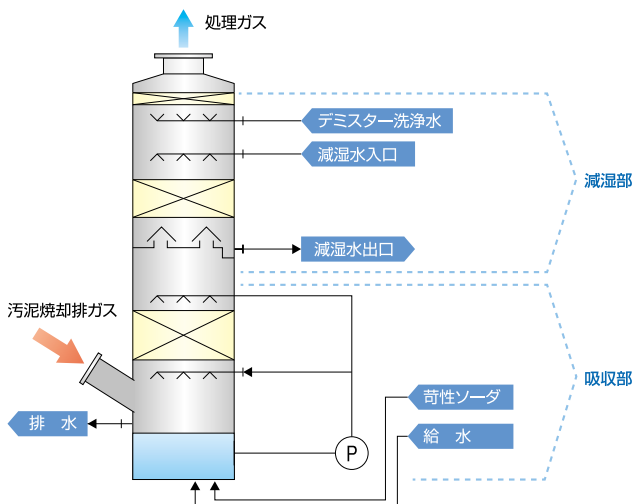 処理ガス
デミスター洗浄水
減湿水入口
減湿部
減湿水出口
汚泥焼却排ガス
吸収部
苛性ソーダ
排 水
給 水
P